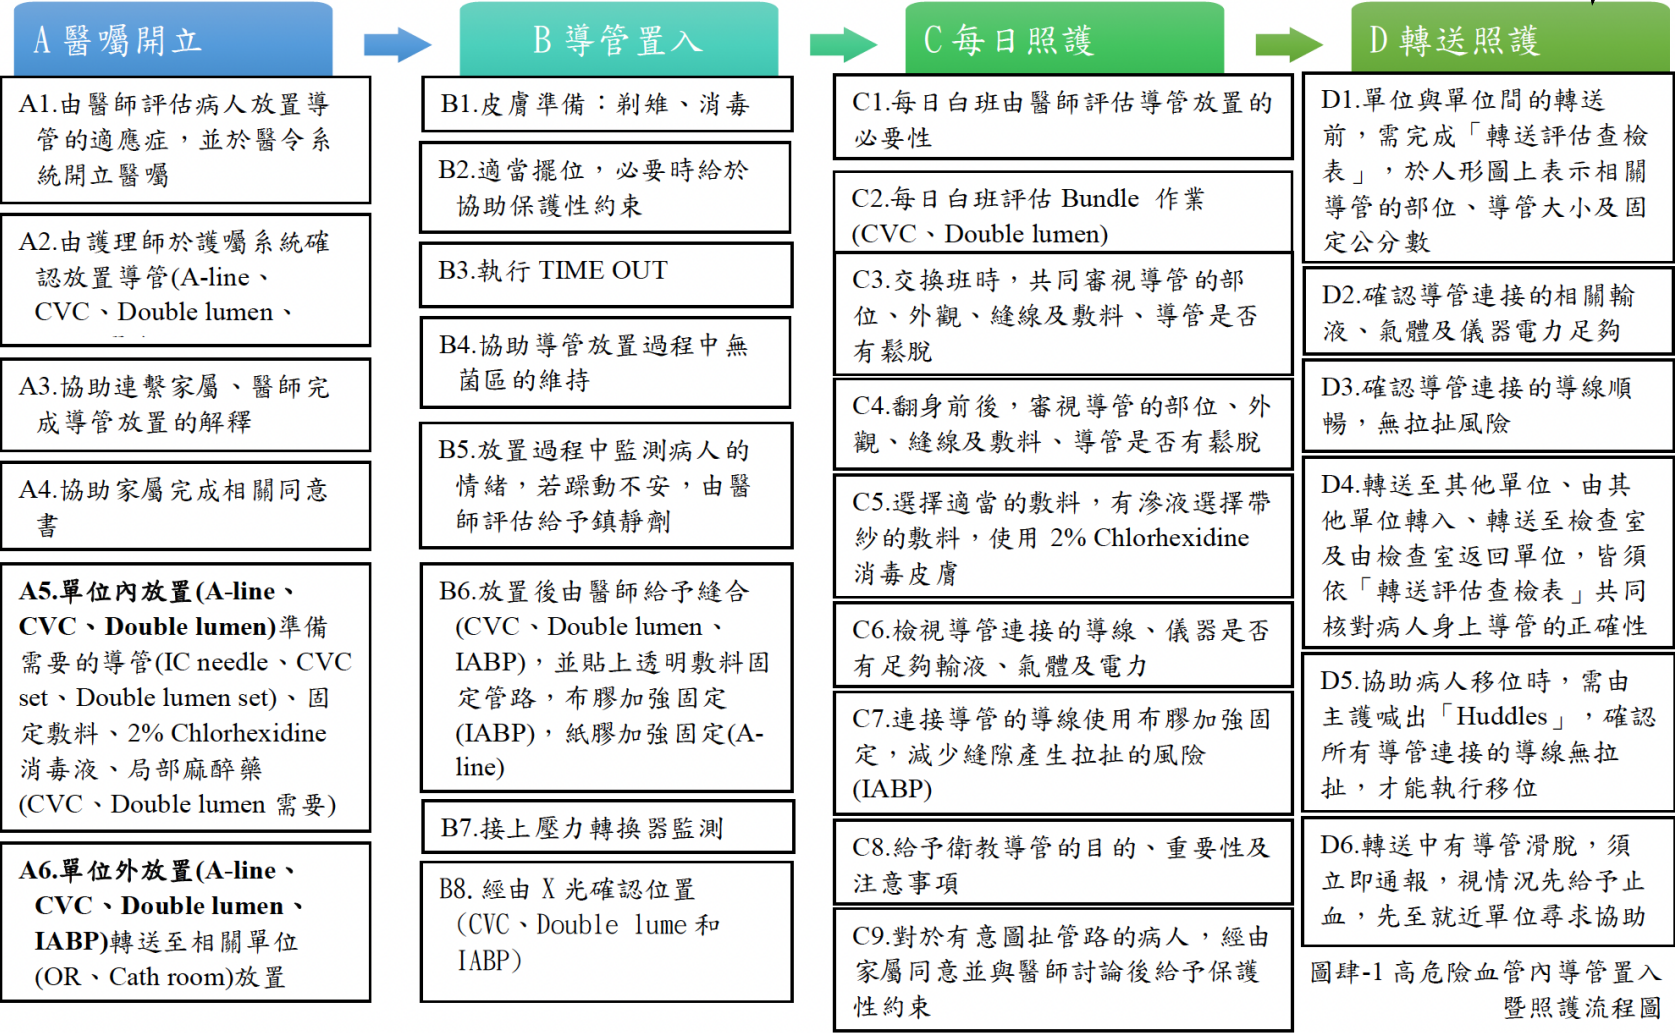 A 醫囑開立
A1.由醫師評估病人放置導
管的適應症，並於醫令系
統開立醫囑
A2.由護理師於護囑系統確
認放置導管(A-line、
CVC、Double lumen、
A3.協助連繫家屬、醫師完
成導管放置的解釋
A4.協助家屬完成相關同意
書
A5.單位內放置(A-line、
CVC、Double lumen)準備
需要的導管(IC needle、CVC
set、Double lumen set)、固
定敷料、2% Chlorhexidine
消毒液、局部麻醉藥
(CVC、Double lumen 需要)
A6.單位外放置(A-line、
CVC、Double lumen、
IABP)轉送至相關單位
(OR、Cath room)放置
B 導管置入
B1.皮膚準備：剃雉、消毒
B2.適當擺位，必要時給於
協助保護性約束
B3.執行 TIME OUT
B4.協助導管放置過程中無
菌區的維持
B5.放置過程中監測病人的
情緒，若躁動不安，由醫
師評估給予鎮靜劑
B6.放置後由醫師給予縫合
(CVC、Double lumen、
IABP)，並貼上透明敷料固
定管路，布膠加強固定
(IABP)，紙膠加強固定(A-
line)
B7.接上壓力轉換器監測
B8.經由 X 光確認位置
(CVC、Double lume 和
IABP)
C 每日照護
C1.每日白班由醫師評估導管放置的
必要性
C2.每日白班評估 Bundle 作業
(CVC、Double lumen)
C3.交換班時，共同審視導管的部
位、外觀、縫線及敷料、導管是否
有鬆脫
C4.翻身前後，審視導管的部位、外
觀、縫線及敷料、導管是否有鬆脫
C5.選擇適當的敷料，有滲液選擇帶
紗的敷料，使用 2% Chlorhexidine
消毒皮膚
C6.檢視導管連接的導線、儀器是否
有足夠輸液、氣體及電力
C7.連接導管的導線使用布膠加強固
定，減少縫隙產生拉扯的風險
(IABP)
C8.給予衛教導管的目的、重要性及
注意事項
C9.對於有意圖扯管路的病人，經由
家屬同意並與醫師討論後給予保護
性約束
D 轉送照護
D1.單位與單位間的轉送
前，需完成「轉送評估查檢
表」，於人形圖上表示相關
導管的部位、導管大小及固
定公分數
D2.確認導管連接的相關輸
液、氣體及儀器電力足夠
D3.確認導管連接的導線順
暢，無拉扯風險
D4.轉送至其他單位、由其
他單位轉入、轉送至檢查室
及由檢查室返回單位，皆須
依「轉送評估查檢表」共同
核對病人身上導管的正確性
D5.協助病人移位時，需由
主護喊出「Huddles」，確認
所有導管連接的導線無拉
扯，才能執行移位
D6.轉送中有導管滑脫，須
立即通報，視情況先給予止
血，先至就近單位尋求協助
圖肆-1 高危險血管內導管置入
暨照護流程圖